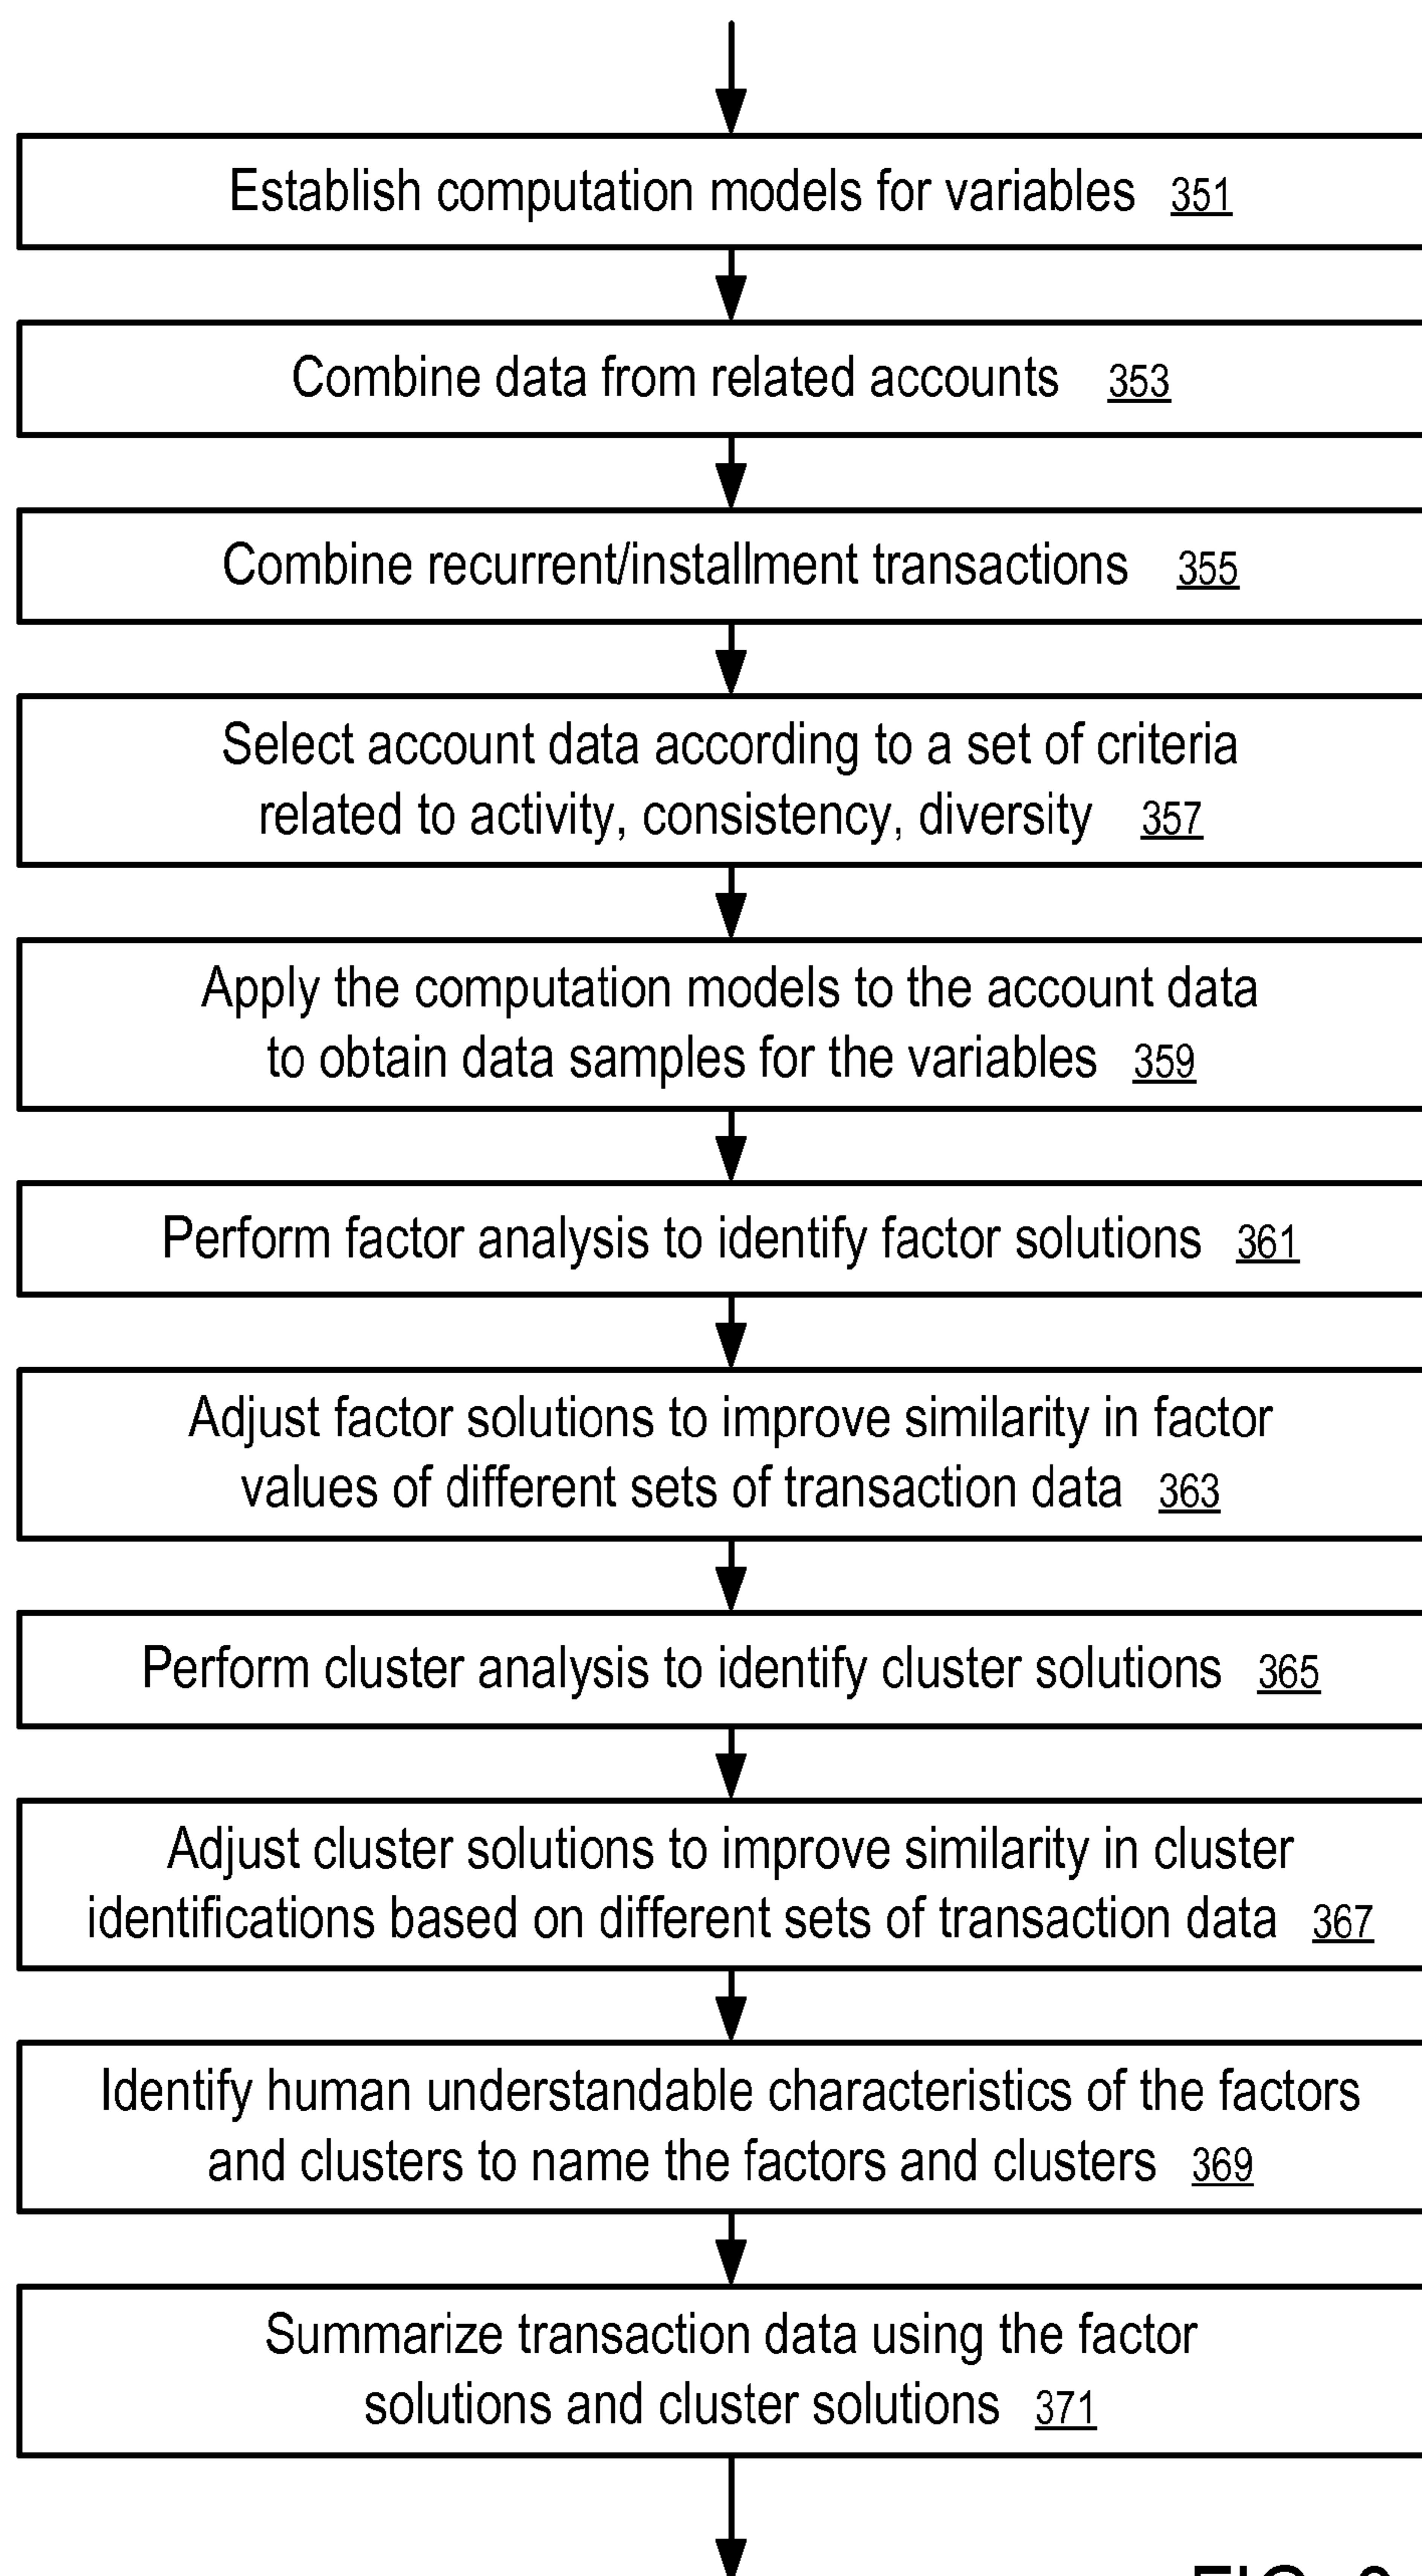 Establish computation models for variables 351
Combine data from related accounts 353
Combine recurrent/installment transactions 355
Select account data according to a set of criteria
related to activity, consistency, diversity 357
Apply the computation models to the account data
to obtain data samples for the variables 359
Perform factor analysis to identify factor solutions 361
Adjust factor solutions to improve similarity in factor
values of different sets of transaction data 363
Perform cluster analysis to identify cluster solutions 365
Adjust cluster solutions to improve similarity in cluster
identifications based on different sets of transaction data 367
Identify human understandable characteristics of the factors
and clusters to name the factors and clusters 369
Summarize transaction data using the factor
solutions and cluster solutions 371
FIG.